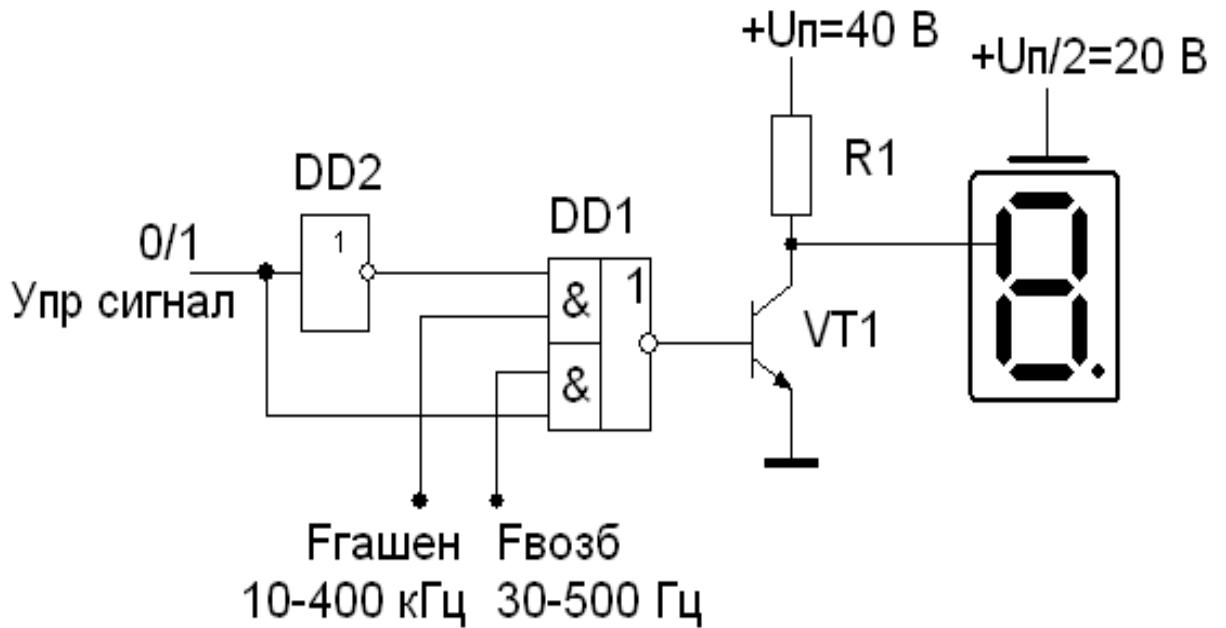 +Uп=40 В
+Uп/2=20 В
R1
DD2
DD1
0/1
1
1
Упр сигнал
&
&
VT1
Fгашен
Fвозб
10-400 кГц
30-500 Гц